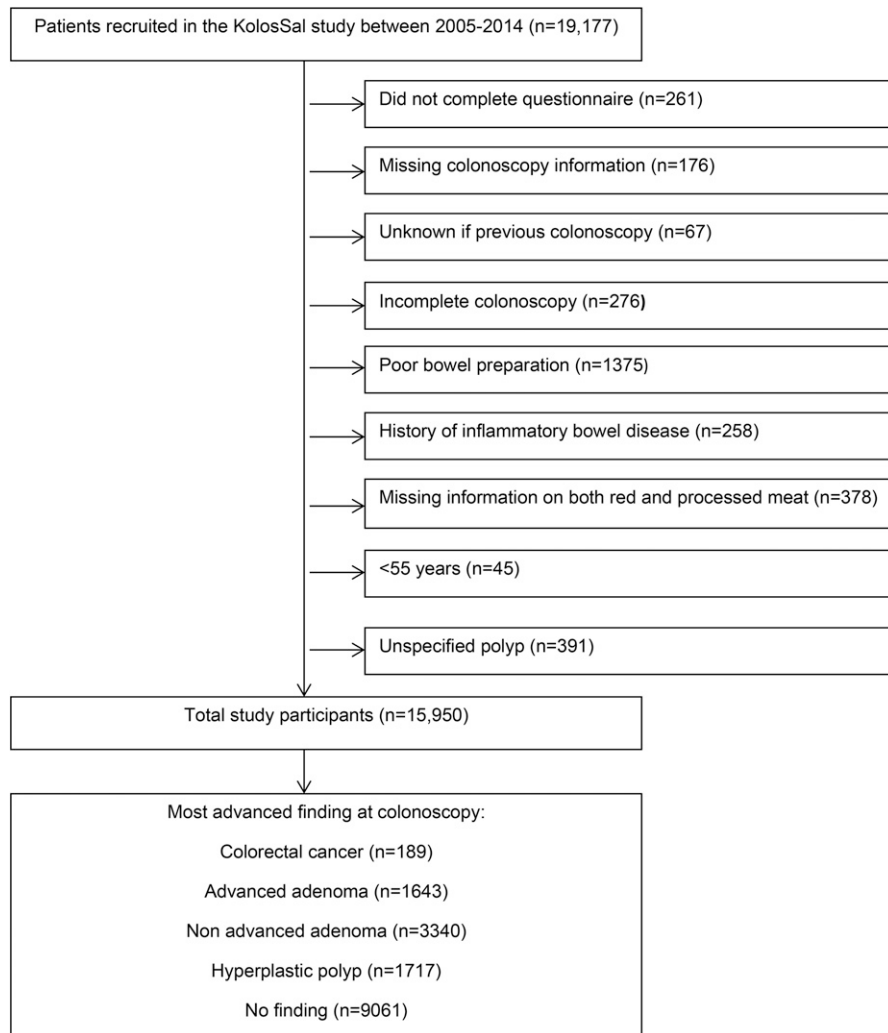 Patients recruited in the KolosSal study between 2005-2014 (n=19,177)
Did not complete questionnaire (n=261)
Missing colonoscopy information (n=176)
Unknown if previous colonoscopy (n=67)
Incomplete colonoscopy (n=276)
Poor bowel preparation (n=1375)
History of inflammatory bowel disease (n=258)
Missing information on both red and processed meat (n=378)
<55 years (n=45)
Unspecified polyp (n=391)
Total study participants (n=15,950)
Most advanced finding at colonoscopy:
Colorectal cancer (n=189)
Advanced adenoma (n=1643)
Non advanced adenoma (n=3340)
Hyperplastic polyp (n=1717)
No finding (n=9061)